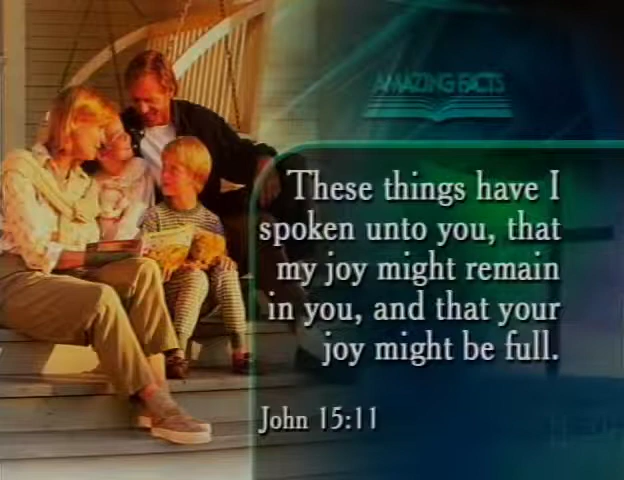 AMAZING FACTS
These things have I
spoken unto you, that
my joy might remain
in you, and that your
joy might be full.
John 15:11